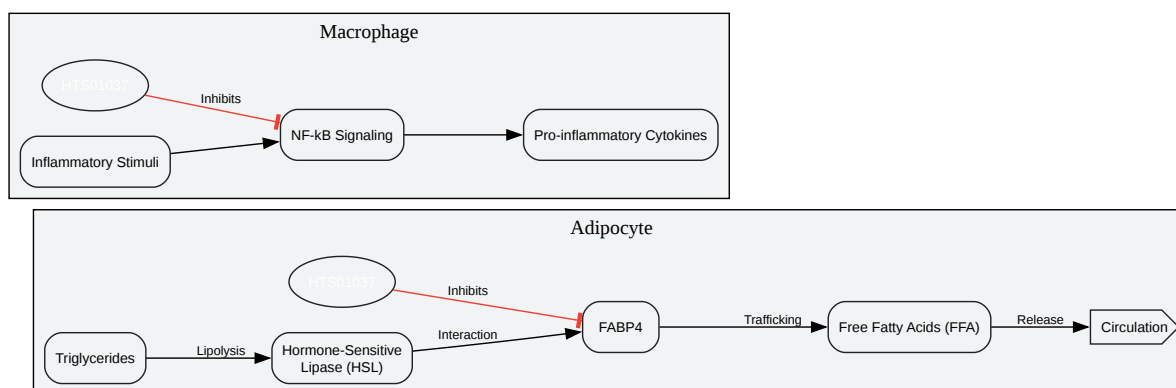 Macrophage
HTS01037
Inhibits
NF-kB Signaling
Pro-inflammatory Cytokines
Inflammatory Stimuli
Adipocyte
HTS01037
Inhibits
FABP4
Trafficking
Free Fatty Acids (FFA)
Release
Circulation
Interaction
Triglycerides
Lipolysis
Hormone-Sensitive
Lipase (HSL)